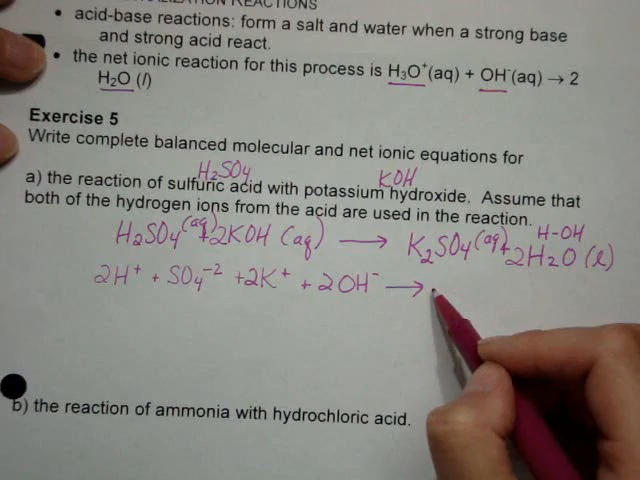 REACTIONS
• acid-base reactions: form a salt and water when a strong base
and strong acid react.
• the net ionic reaction for this process is H₃O⁺(aq) + OH⁻(aq) → 2
H₂O (l)
Exercise 5
Write complete balanced molecular and net ionic equations for
H₂SO₄ KOH
a) the reaction of sulfuric acid with potassium hydroxide. Assume that
both of the hydrogen ions from the acid are used in the reaction.
H-OH
H₂SO₄(aq) + 2KOH (aq) → K₂SO₄(aq) + 2H₂O (l)
2H⁺ + SO₄⁻² + 2K⁺ + 2OH⁻ →
b) the reaction of ammonia with hydrochloric acid.